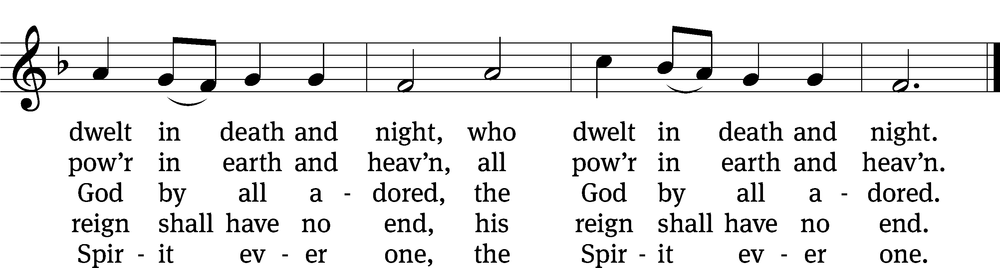 dwelt in death and night, who dwelt in death and night.
pow’r in earth and heav’n, all pow’r in earth and heav’n.
God by all a - dored, the God by all a - dored.
reign shall have no end, his reign shall have no end.
Spir - it ev - er one, the Spir - it ev - er one.